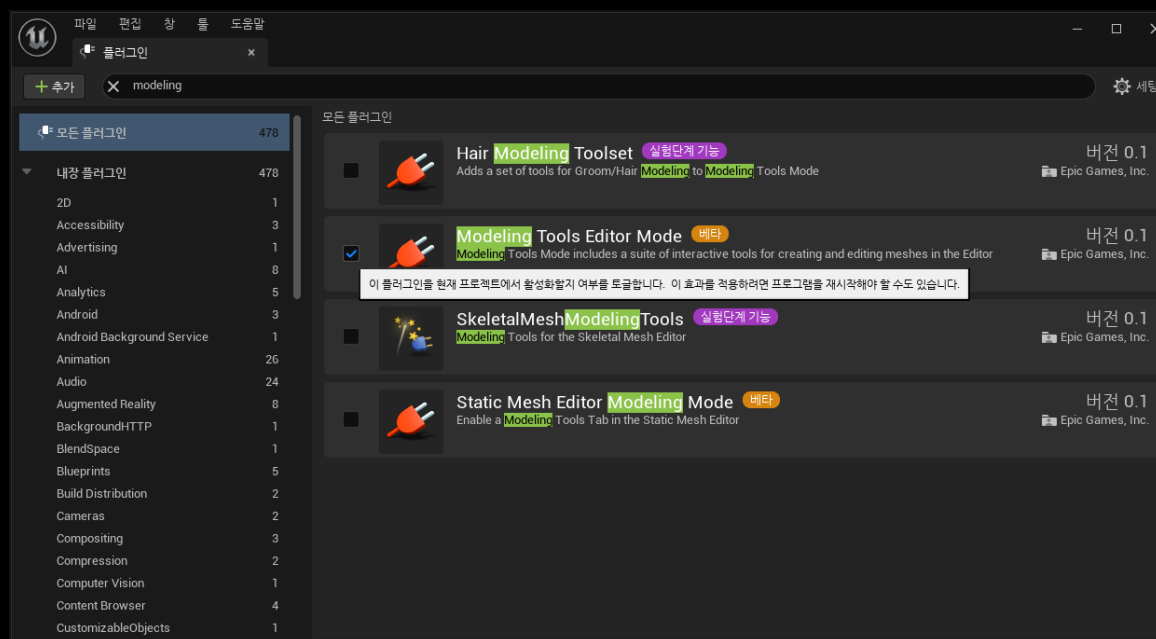 파일 편집 창 툴 도움말
플러그인
추가 modeling
모든 플러그인 478
내장 플러그인 478
2D 1
Accessibility 3
Advertising 1
AI 8
Analytics 5
Android 3
Android Background Service 1
Animation 26
Audio 24
Augmented Reality 8
BackgroundHTTP 1
BlendSpace 1
Blueprints 5
Build Distribution 2
Cameras 2
Compositing 3
Compression 2
Computer Vision 1
Content Browser 4
CustomizableObjects 1
모든 플러그인
Hair Modeling Toolset 실험단계 기능 버전 0.1
Adds a set of tools for Groom/Hair Modeling to Modeling Tools Mode Epic Games, Inc.
Modeling Tools Editor Mode 베타 버전 0.1
Modeling Tools Mode includes a suite of interactive tools for creating and editing meshes in the Editor Epic Games, Inc.
이 플러그인을 현재 프로젝트에서 활성화할지 여부를 토글합니다. 이 효과를 적용하려면 프로그램을 재시작해야 할 수도 있습니다.
SkeletalMeshModelingTools 실험단계 기능 버전 0.1
Modeling Tools for the Skeletal Mesh Editor Epic Games, Inc.
Static Mesh Editor Modeling Mode 베타 버전 0.1
Enable a Modeling Tools Tab in the Static Mesh Editor Epic Games, Inc.